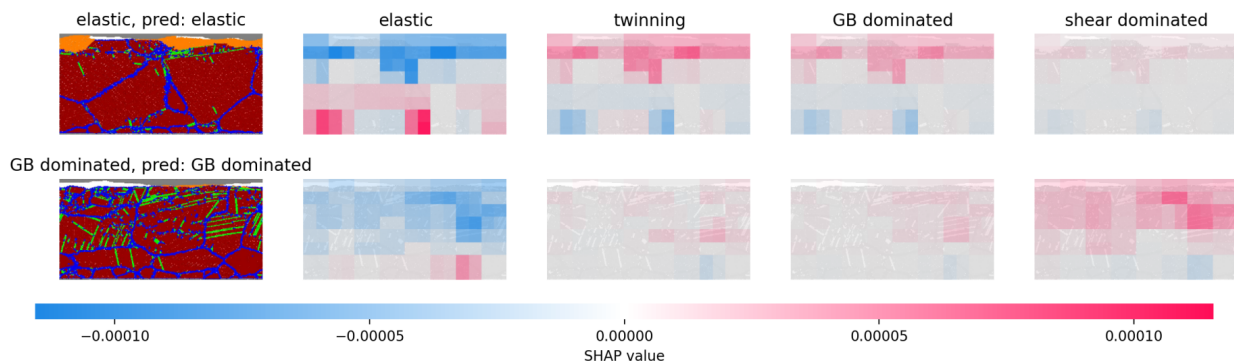 elastic, pred: elastic
elastic
twinning
GB dominated
shear dominated
GB dominated, pred: GB dominated
−0.00010
−0.00005
0.00000
0.00005
0.00010
SHAP value